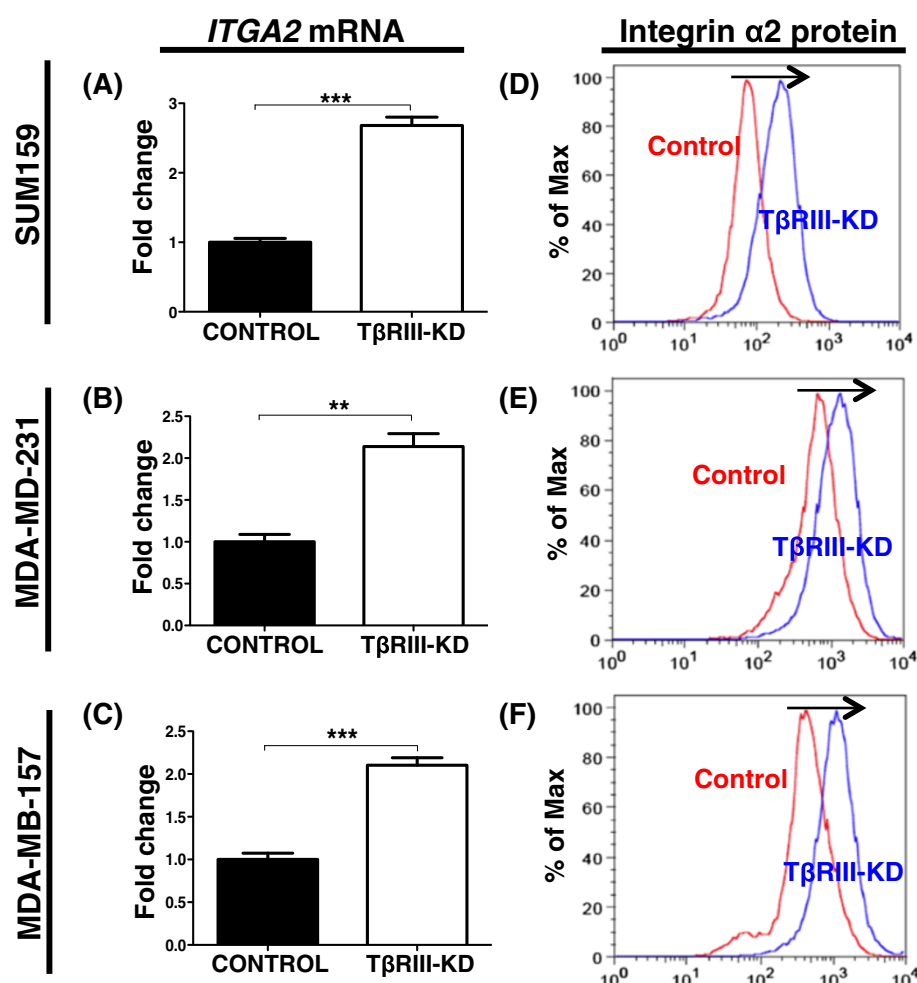 ITGA2 mRNA
Integrin α2 protein
SUM159
(A)
Fold change
3
2
1
0
***
CONTROL
TβRIII-KD
(D)
% of Max
100
80
60
40
20
0
Control
TβRIII-KD
10^0
10^1
10^2
10^3
10^4
MDA-MD-231
(B)
Fold change
2.5
2.0
1.5
1.0
0.5
0.0
**
CONTROL
TβRIII-KD
(E)
% of Max
100
80
60
40
20
0
Control
TβRIII-KD
10^0
10^1
10^2
10^3
10^4
MDA-MB-157
(C)
Fold change
2.5
2.0
1.5
1.0
0.5
0.0
***
CONTROL
TβRIII-KD
(F)
% of Max
100
80
60
40
20
0
Control
TβRIII-KD
10^0
10^1
10^2
10^3
10^4